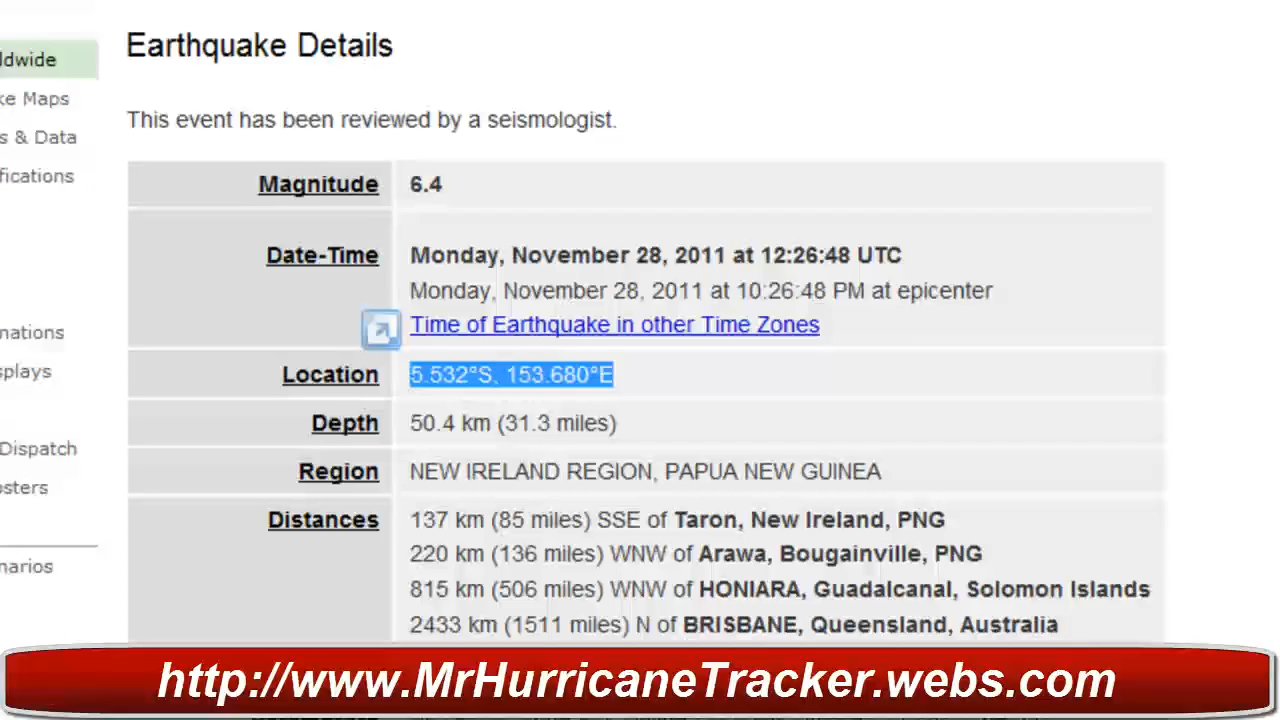 Earthquake Details
ldwide
ke Maps
This event has been reviewed by a seismologist.
s & Data
fications
Magnitude 6.4
Date-Time Monday, November 28, 2011 at 12:26:48 UTC
Monday, November 28, 2011 at 10:26:48 PM at epicenter
Time of Earthquake in other Time Zones
nations
splays
Location 5.532°S, 153.680°E
Depth 50.4 km (31.3 miles)
Dispatch
Region NEW IRELAND REGION, PAPUA NEW GUINEA
osters
Distances 137 km (85 miles) SSE of Taron, New Ireland, PNG
220 km (136 miles) WNW of Arawa, Bougainville, PNG
narios
815 km (506 miles) WNW of HONIARA, Guadalcanal, Solomon Islands
2433 km (1511 miles) N of BRISBANE, Queensland, Australia
http://www.MrHurricaneTracker.webs.com